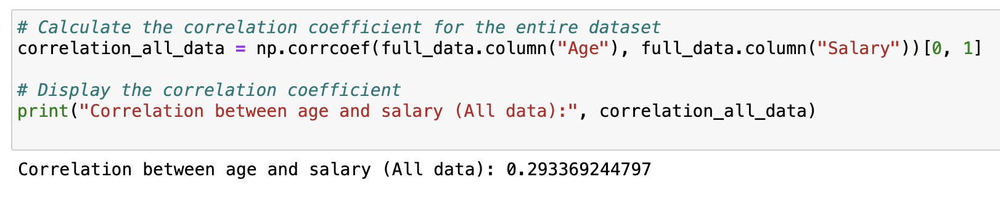 # Calculate the correlation coefficient for the entire dataset
correlation_all_data = np.corrcoef(full_data.column("Age"), full_data.column("Salary"))[0, 1]
# Display the correlation coefficient
print("Correlation between age and salary (All data):", correlation_all_data)
Correlation between age and salary (All data): 0.293369244797